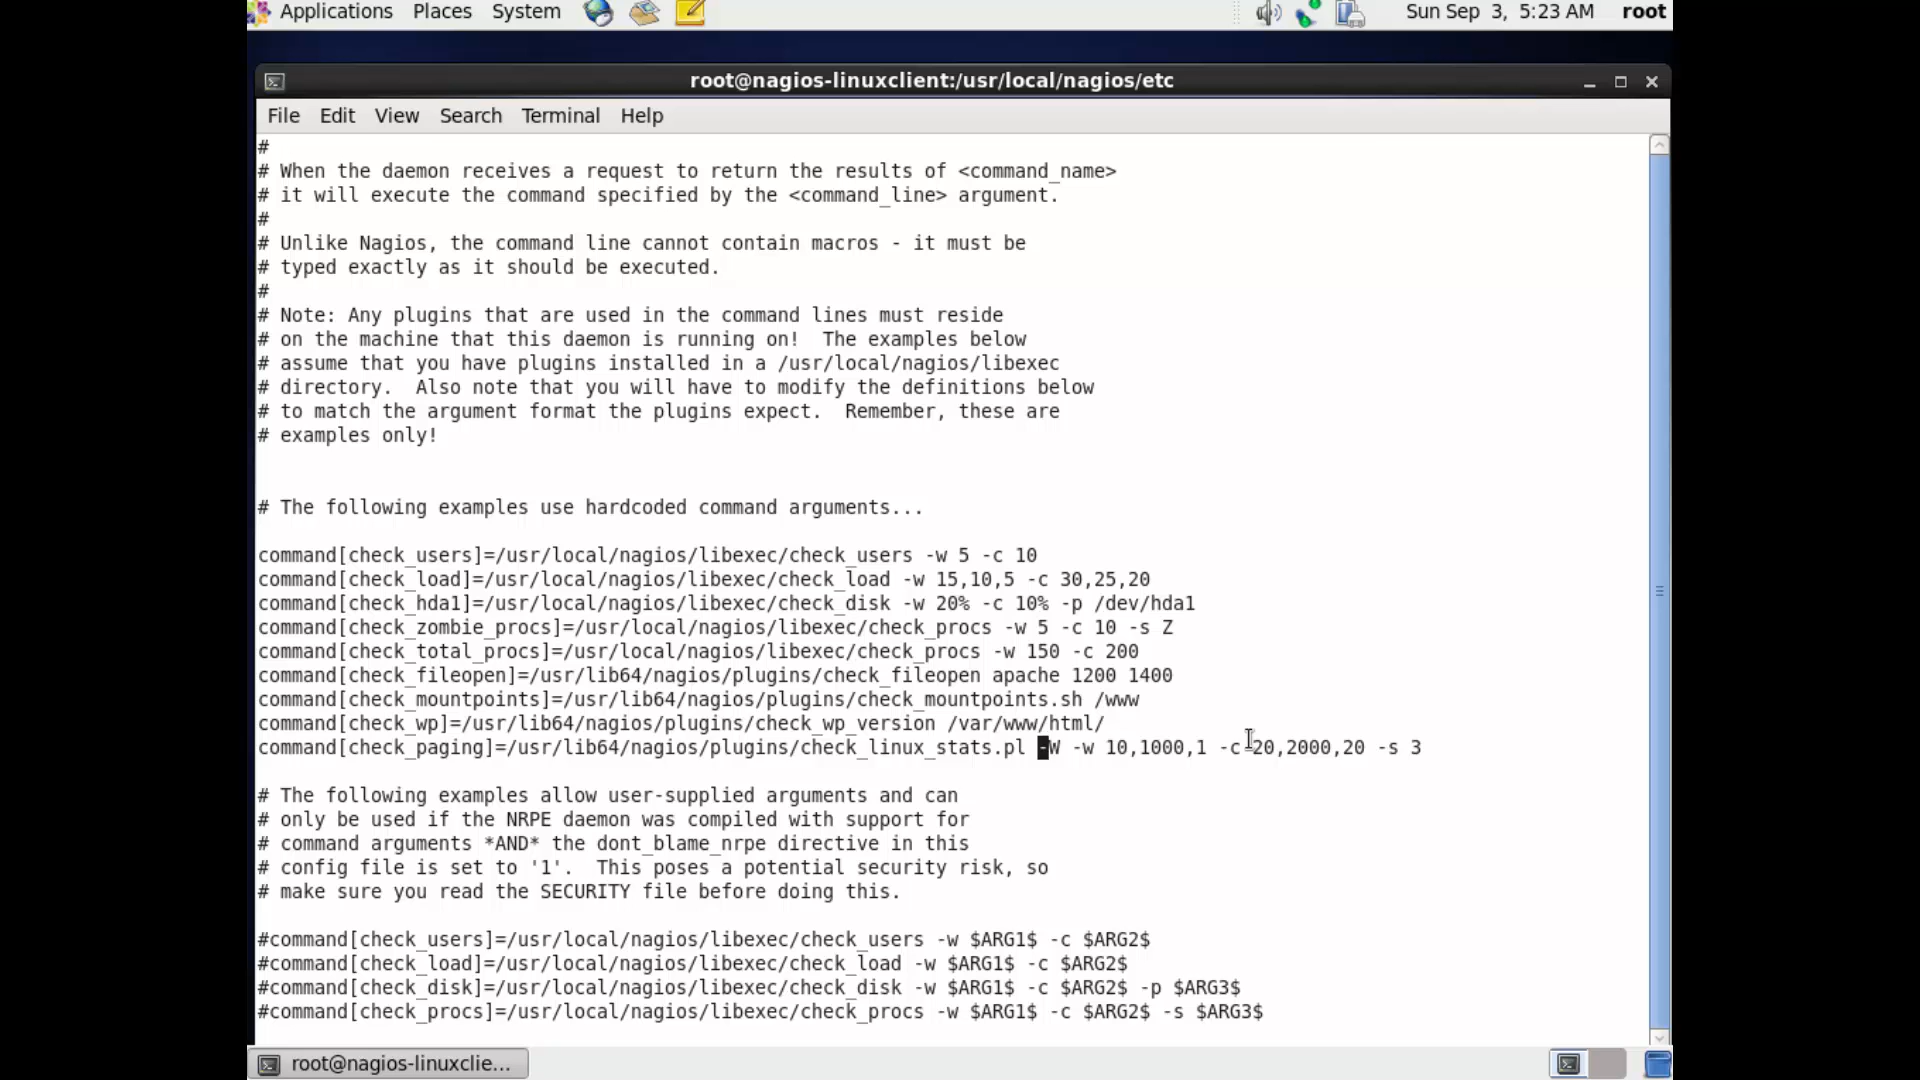 Applications Places System Sun Sep 3, 5:23 AM root
root@nagios-linuxclient:/usr/local/nagios/etc
File Edit View Search Terminal Help
#
# When the daemon receives a request to return the results of <command_name>
# it will execute the command specified by the <command_line> argument.
#
# Unlike Nagios, the command line cannot contain macros - it must be
# typed exactly as it should be executed.
#
# Note: Any plugins that are used in the command lines must reside
# on the machine that this daemon is running on!  The examples below
# assume that you have plugins installed in a /usr/local/nagios/libexec
# directory.  Also note that you will have to modify the definitions below
# to match the argument format the plugins expect.  Remember, these are
# examples only!
# The following examples use hardcoded command arguments...
command[check_users]=/usr/local/nagios/libexec/check_users -w 5 -c 10
command[check_load]=/usr/local/nagios/libexec/check_load -w 15,10,5 -c 30,25,20
command[check_hda1]=/usr/local/nagios/libexec/check_disk -w 20% -c 10% -p /dev/hda1
command[check_zombie_procs]=/usr/local/nagios/libexec/check_procs -w 5 -c 10 -s Z
command[check_total_procs]=/usr/local/nagios/libexec/check_procs -w 150 -c 200
command[check_fileopen]=/usr/lib64/nagios/plugins/check_fileopen apache 1200 1400
command[check_mountpoints]=/usr/lib64/nagios/plugins/check_mountpoints.sh /www
command[check_wp]=/usr/lib64/nagios/plugins/check_wp_version /var/www/html/
command[check_paging]=/usr/lib64/nagios/plugins/check_linux_stats.pl -W -w 10,1000,1 -c 20,2000,20 -s 3
# The following examples allow user-supplied arguments and can
# only be used if the NRPE daemon was compiled with support for
# command arguments *AND* the dont_blame_nrpe directive in this
# config file is set to '1'.  This poses a potential security risk, so
# make sure you read the SECURITY file before doing this.
#command[check_users]=/usr/local/nagios/libexec/check_users -w $ARG1$ -c $ARG2$
#command[check_load]=/usr/local/nagios/libexec/check_load -w $ARG1$ -c $ARG2$
#command[check_disk]=/usr/local/nagios/libexec/check_disk -w $ARG1$ -c $ARG2$ -p $ARG3$
#command[check_procs]=/usr/local/nagios/libexec/check_procs -w $ARG1$ -c $ARG2$ -s $ARG3$
root@nagios-linuxclie...